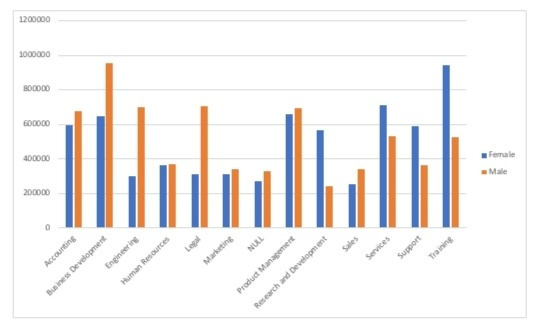 1200000
1000000
800000
600000
400000
200000
0
Accounting
Business Development
Engineering
Human Resources
Legal
Marketing
NULL
Product Management
Research and Development
Sales
Services
Support
Training
Female
Male